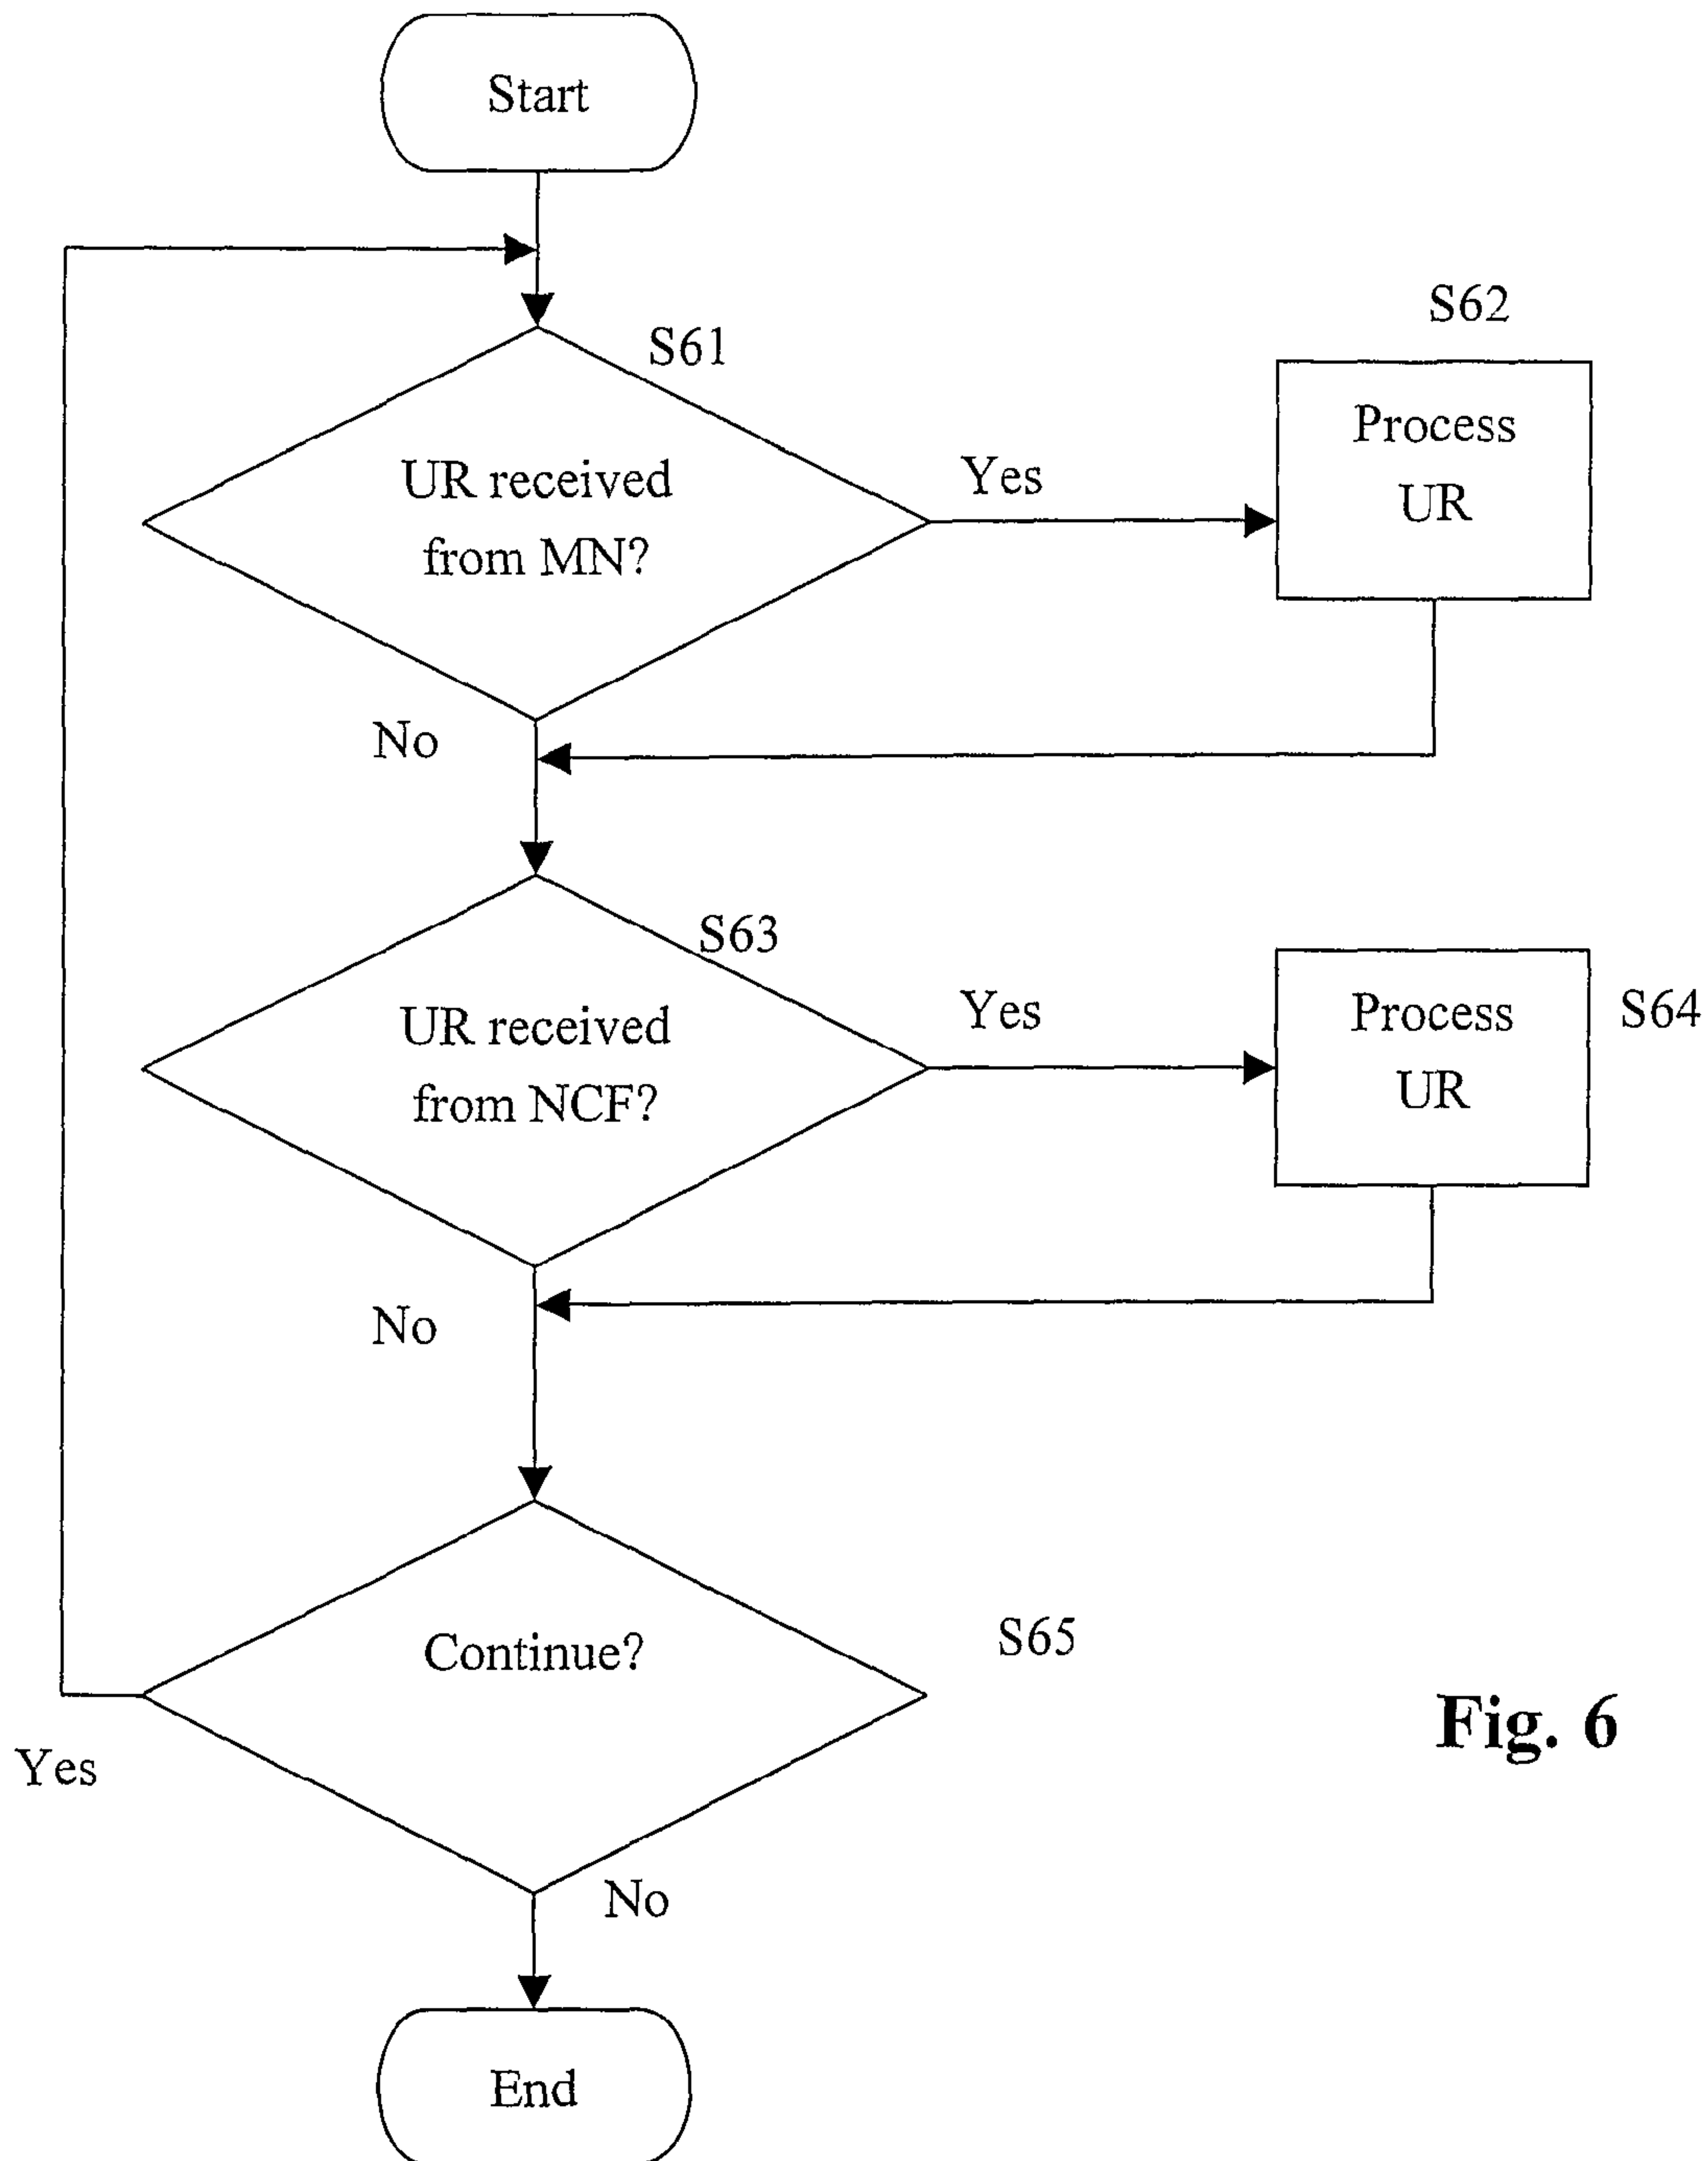 Start
S61
S62
UR received
from MN?
Yes
Process
UR
No
S63
UR received
from NCF?
Yes
Process
UR
S64
No
Continue?
S65
Yes
No
Fig. 6
End